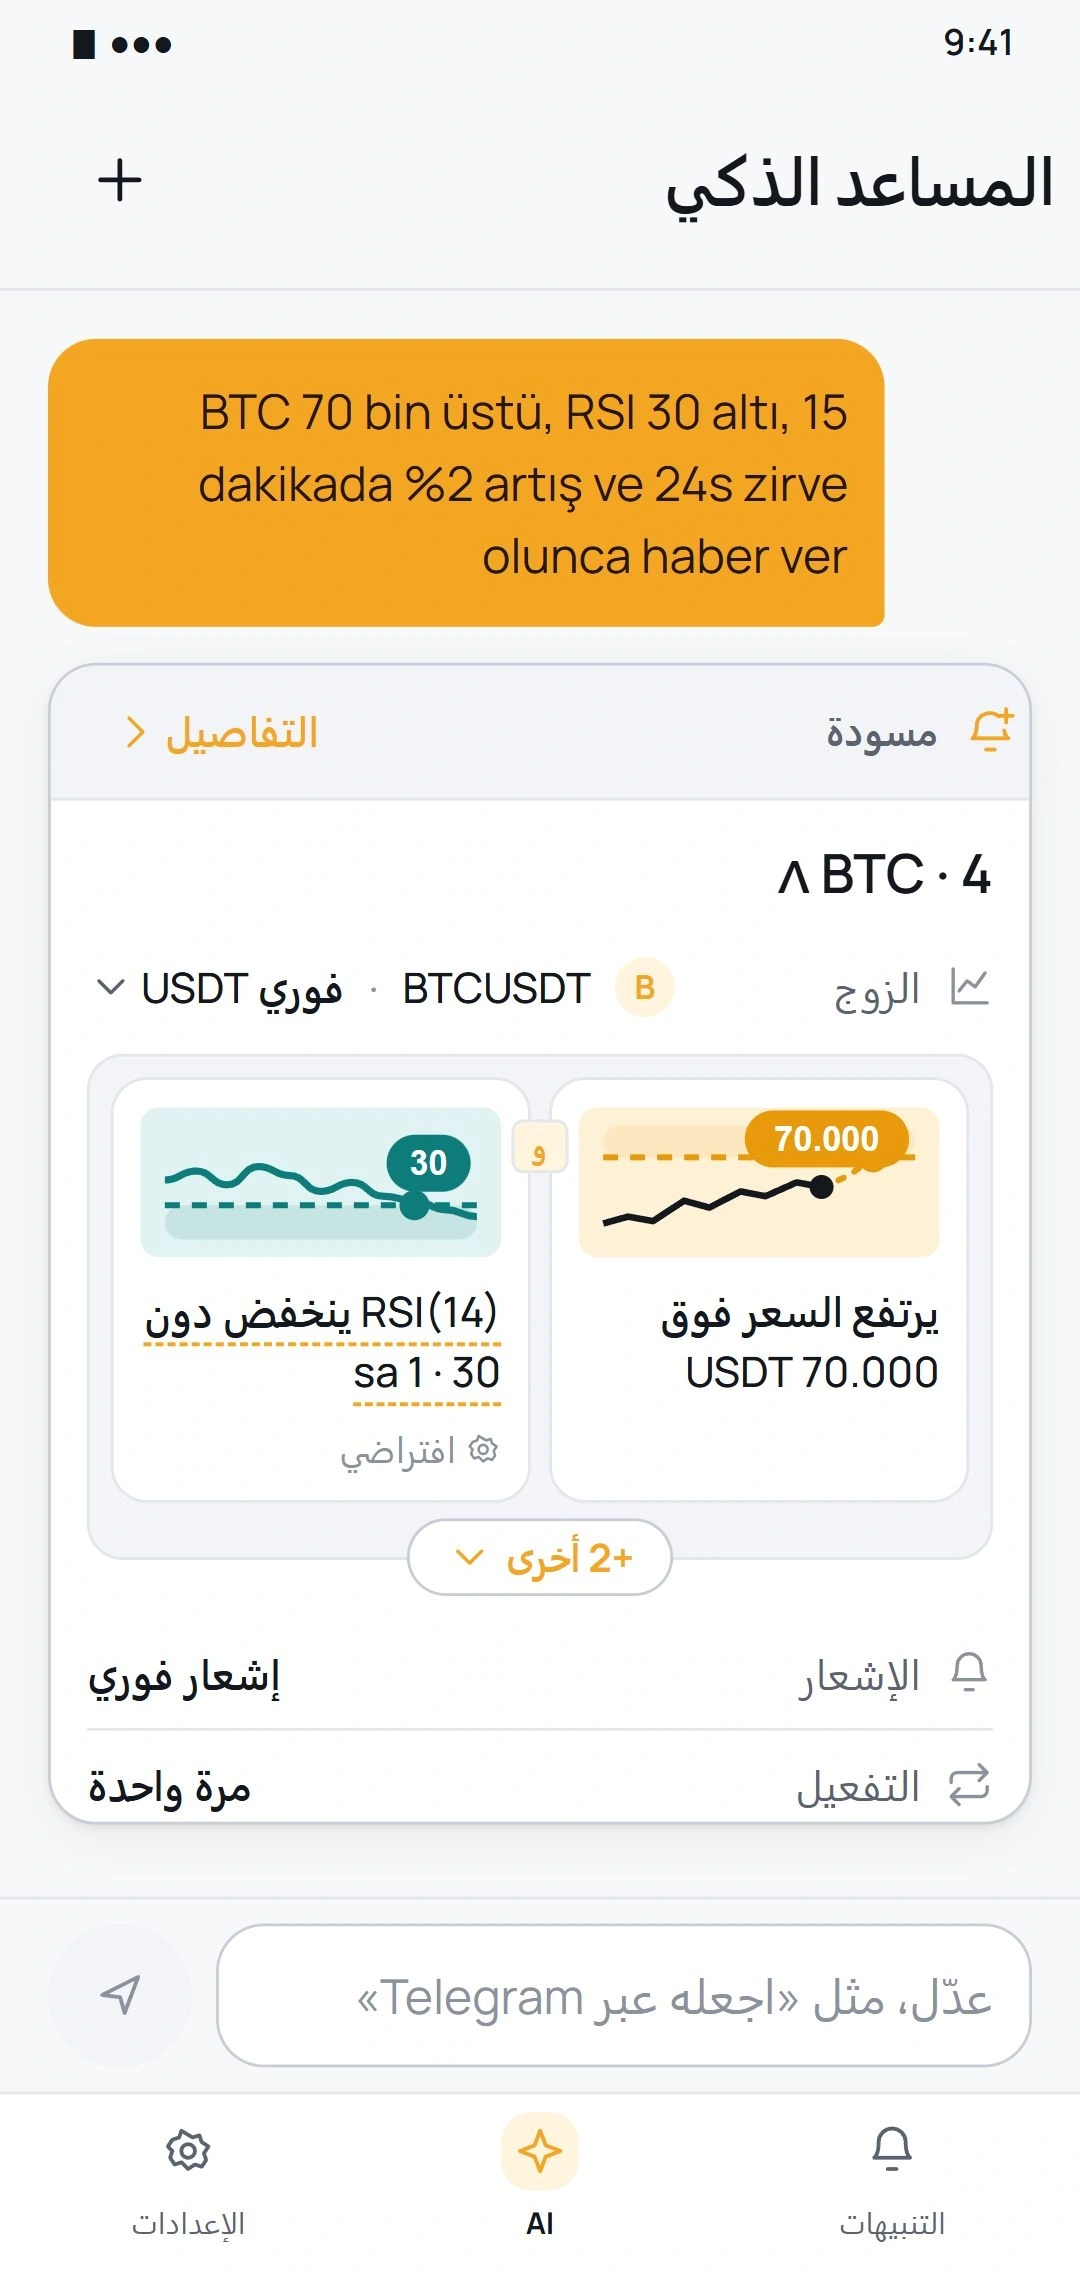 9:41
المساعد الذكي
BTC 70 bin üstü, RSI 30 altı, 15
dakikada %2 artış ve 24s zirve
olunca haber ver
مسودة
التفاصيل
Λ BTC · 4
الزوج
B
BTCUSDT · فوري USDT
70.000
و
30
يرتفع السعر فوق
USDT 70.000
RSI(14) ينخفض دون
sa 1 · 30
افتراضي
+2 أخرى
الإشعار
إشعار فوري
التفعيل
مرة واحدة
عدّل، مثل «اجعله عبر Telegram»
التنبيهات
AI
الإعدادات